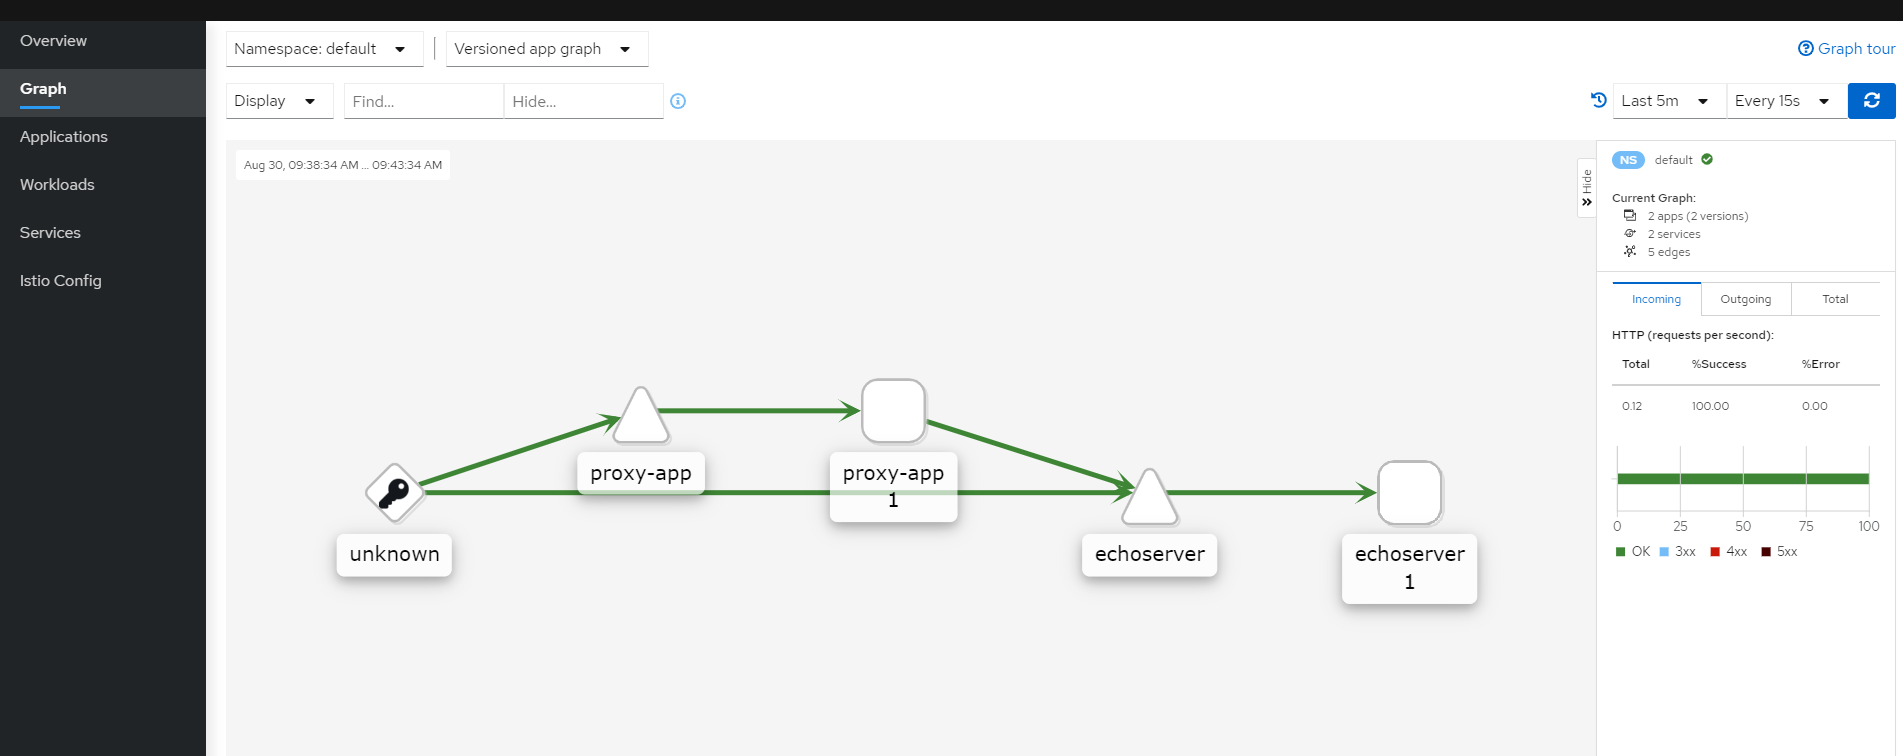 Overview
Graph
Applications
Workloads
Services
Istio Config
Namespace: default
Versioned app graph
Graph tour
Display
Find...
Hide...
Last 5m
Every 15s
Aug 30, 09:38:34 AM ... 09:43:34 AM
Hide
NS default
Current Graph:
2 apps (2 versions)
2 services
5 edges
Incoming
Outgoing
Total
HTTP (requests per second):
Total %Success %Error
0.12 100.00 0.00
0 25 50 75 100
OK 3xx 4xx 5xx
proxy-app
proxy-app
1
unknown
echoserver
echoserver
1